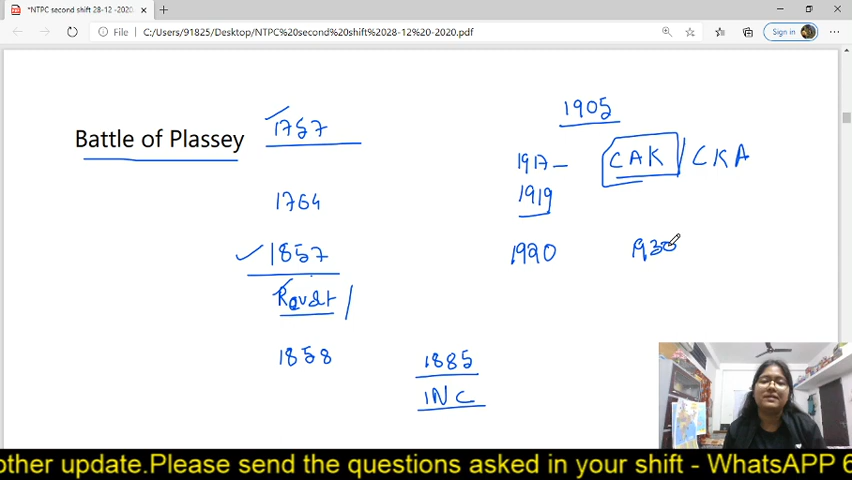 *NTPC second shift 28-12 -2020.
Sign in
File
C:/Users/91825/Desktop/NTPC%20second%20shift%2028-12%20-2020.pdf
1905
Battle of Plassey 1757
1917- CAK / CKA
1764
1919
1857
1920 1930
Revolt /
1858
1885
INC
other update.Please send the questions asked in your shift - WhatsAPP 6